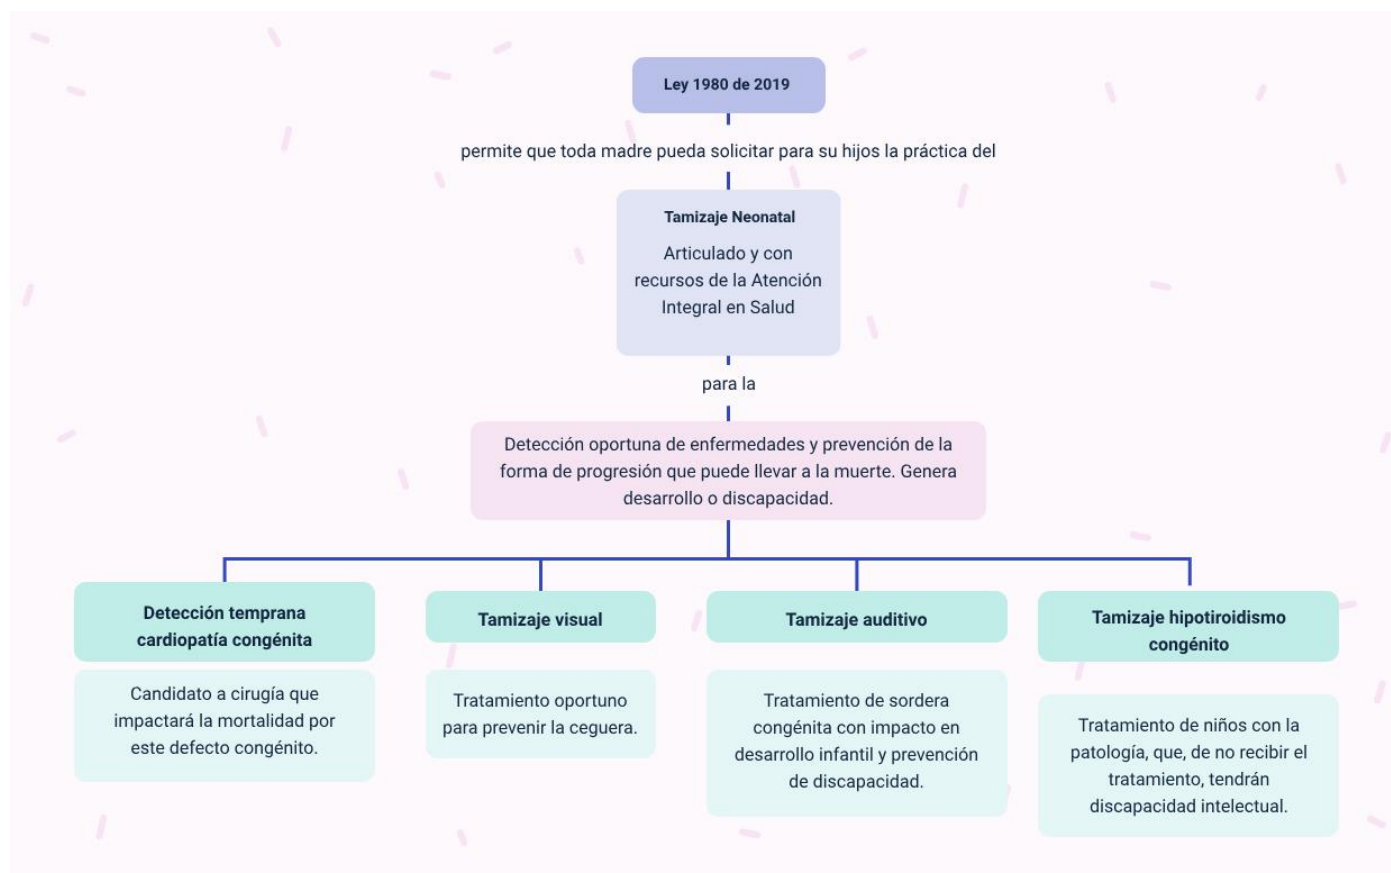 Ley 1980 de 2019
permite que toda madre pueda solicitar para su hijos la práctica del
Tamizaje Neonatal
Articulado y con
recursos de la Atención
Integral en Salud
para la
Detección oportuna de enfermedades y prevención de la
forma de progresión que puede llevar a la muerte. Genera
desarrollo o discapacidad.
Detección temprana
cardiopatía congénita
Candidato a cirugía que
impactará la mortalidad por
este defecto congénito.
Tamizaje visual
Tratamiento oportuno
para prevenir la ceguera.
Tamizaje auditivo
Tratamiento de sordera
congénita con impacto en
desarrollo infantil y prevención
de discapacidad.
Tamizaje hipotiroidismo
congénito
Tratamiento de niños con la
patología, que, de no recibir el
tratamiento, tendrán
discapacidad intelectual.